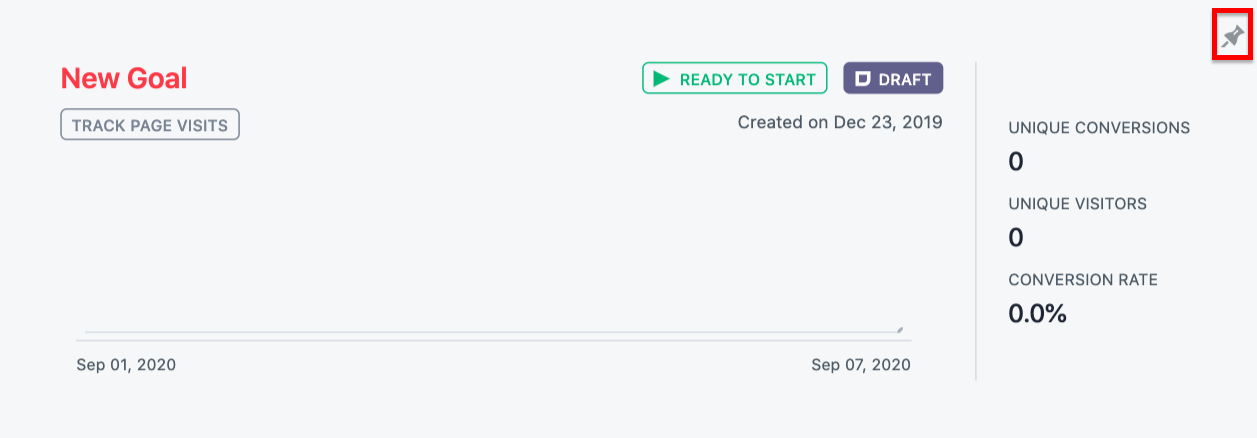 New Goal
READY TO START
DRAFT
TRACK PAGE VISITS
Created on Dec 23, 2019
Sep 01, 2020
Sep 07, 2020
UNIQUE CONVERSIONS
0
UNIQUE VISITORS
0
CONVERSION RATE
0.0%